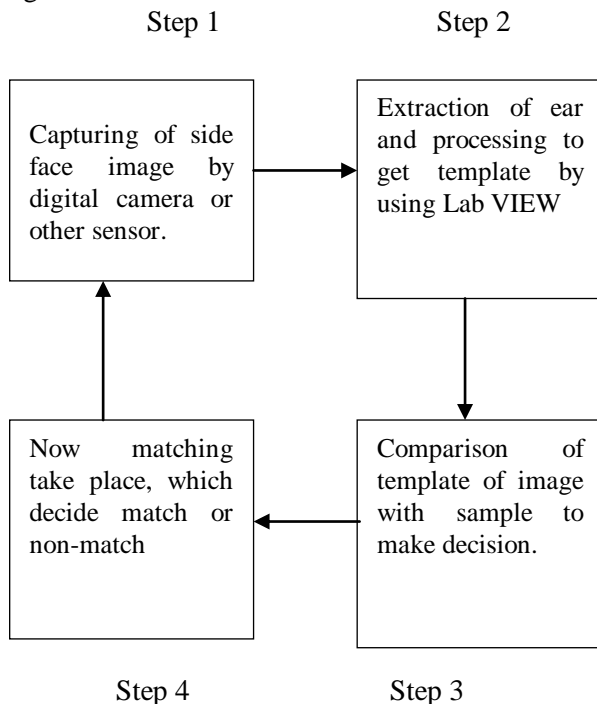 Step 1
Step 2
Capturing of side
face image by
digital camera or
other sensor.
Extraction of ear
and processing to
get template by
using Lab VIEW
Now matching
take place, which
decide match or
non-match
Comparison of
template of image
with sample to
make decision.
Step 4
Step 3